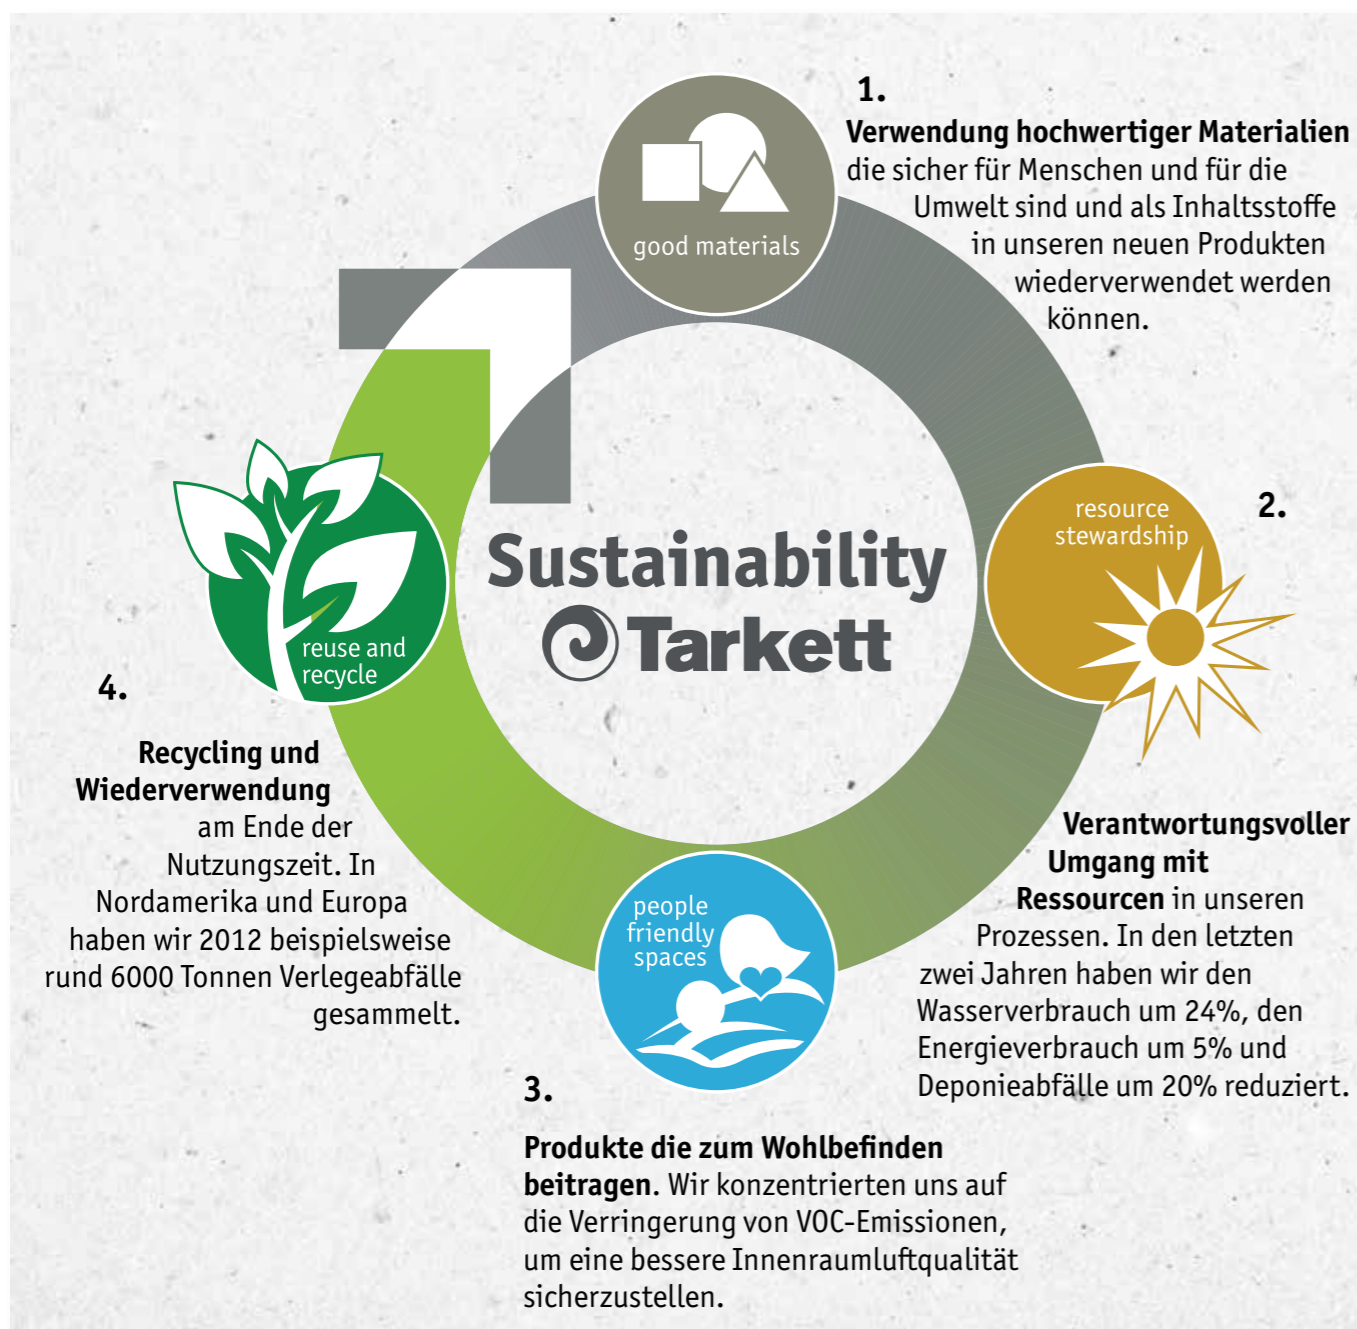 1.
Verwendung hochwertiger Materialien
die sicher für Menschen und für die
Umwelt sind und als Inhaltsstoffe
in unseren neuen Produkten
wiederverwendet werden
können.
good materials
2.
resource
stewardship
Verantwortungsvoller
Umgang mit
Ressourcen in unseren
Prozessen. In den letzten
zwei Jahren haben wir den
Wasserverbrauch um 24%, den
Energieverbrauch um 5% und
Deponieabfälle um 20% reduziert.
Sustainability
Tarkett
people
friendly
spaces
3.
Produkte die zum Wohlbefinden
beitragen. Wir konzentrierten uns auf
die Verringerung von VOC-Emissionen,
um eine bessere Innenraumluftqualität
sicherzustellen.
reuse and
recycle
4.
Recycling und
Wiederverwendung
am Ende der
Nutzungszeit. In
Nordamerika und Europa
haben wir 2012 beispielsweise
rund 6000 Tonnen Verlegeabfälle
gesammelt.